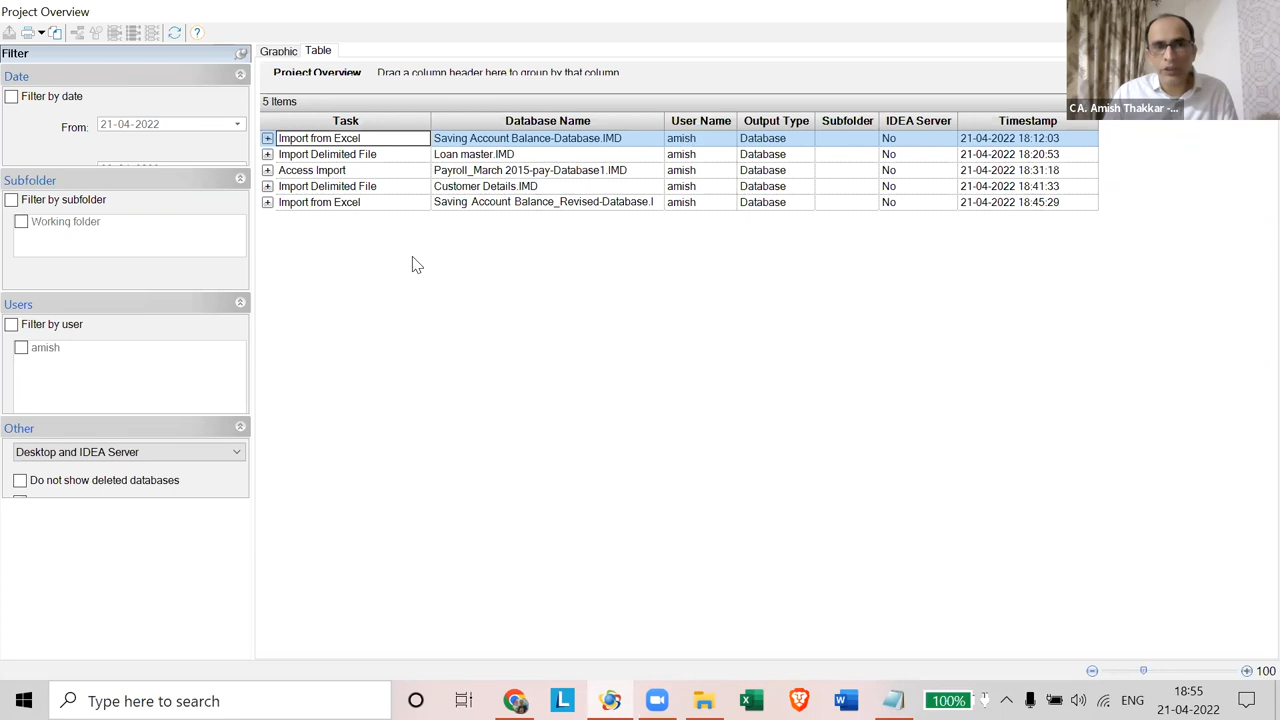 Project Overview
Filter
Date
Filter by date
From: 21-04-2022
Subfolder
Filter by subfolder
Working folder
Users
Filter by user
amish
Other
Desktop and IDEA Server
Do not show deleted databases
Graphic Table
Project Overview Drag a column header here to group by that column
5 Items
Task Database Name User Name Output Type Database Subfolder IDEA Server Timestamp
Import from Excel Saving Account Balance-Database.IMD amish Database No 21-04-2022 18:12:03
Import Delimited File Loan master.IMD amish Database No 21-04-2022 18:20:53
Access Import Payroll_March 2015-pay-Database1.IMD amish Database No 21-04-2022 18:31:18
Import Delimited File Customer Details.IMD amish Database No 21-04-2022 18:41:33
Import from Excel Saving Account Balance_Revised-Database.I amish Database No 21-04-2022 18:45:29
CA. Amish Thakkar -...
100
Type here to search
L
100%
ENG
18:55
21-04-2022